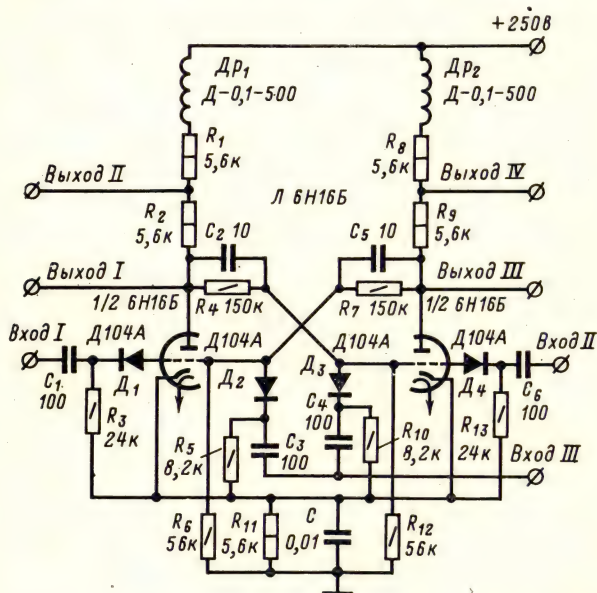 +250В
Др₁
Д-0,1-500
Др₂
Д-0,1-500
R₁
5,6к
R₈
5,6к
Выход II
Выход IV
Л 6Н16Б
R₂
5,6к
R₉
5,6к
C₂ 10
C₅ 10
Выход I
Выход III
R₄ 150к
R₇ 150к
1/2 6Н16Б
1/2 6Н16Б
Вход I
Д104А
Д104А
Д104А
Д104А
Вход II
C₁
100
Д₁
Д₂
Д₃
Д₄
C₆
100
R₃
24к
R₅
8,2к
C₃
100
C₄
100
R₁₀
8,2к
R₁₃
24к
Вход III
R₆
56к
R₁₁
5,6к
C
0,01
R₁₂
56к